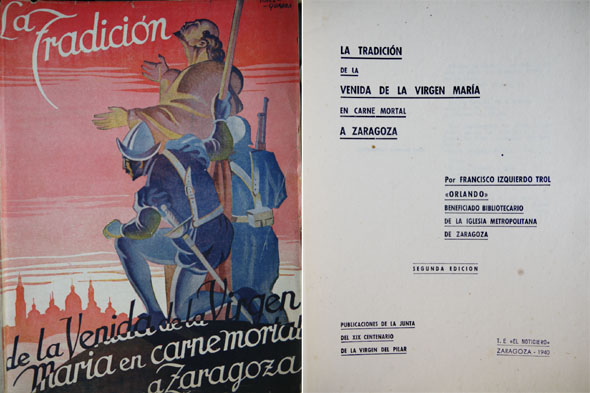 La
Tradición
de la Venida de la Virgen
María en carne mortal
a Zaragoza
LA TRADICIÓN
DE LA
VENIDA DE LA VIRGEN MARÍA
EN CARNE MORTAL
A ZARAGOZA
Por FRANCISCO IZQUIERDO TROL
«ORLANDO»
BENEFICIADO BIBLIOTECARIO
DE LA IGLESIA METROPOLITANA
DE ZARAGOZA
SEGUNDA EDICIÓN
PUBLICACIONES DE LA JUNTA
DEL XIX CENTENARIO
DE LA VIRGEN DEL PILAR
T. E. «EL NOTICIERO»
ZARAGOZA - 1940